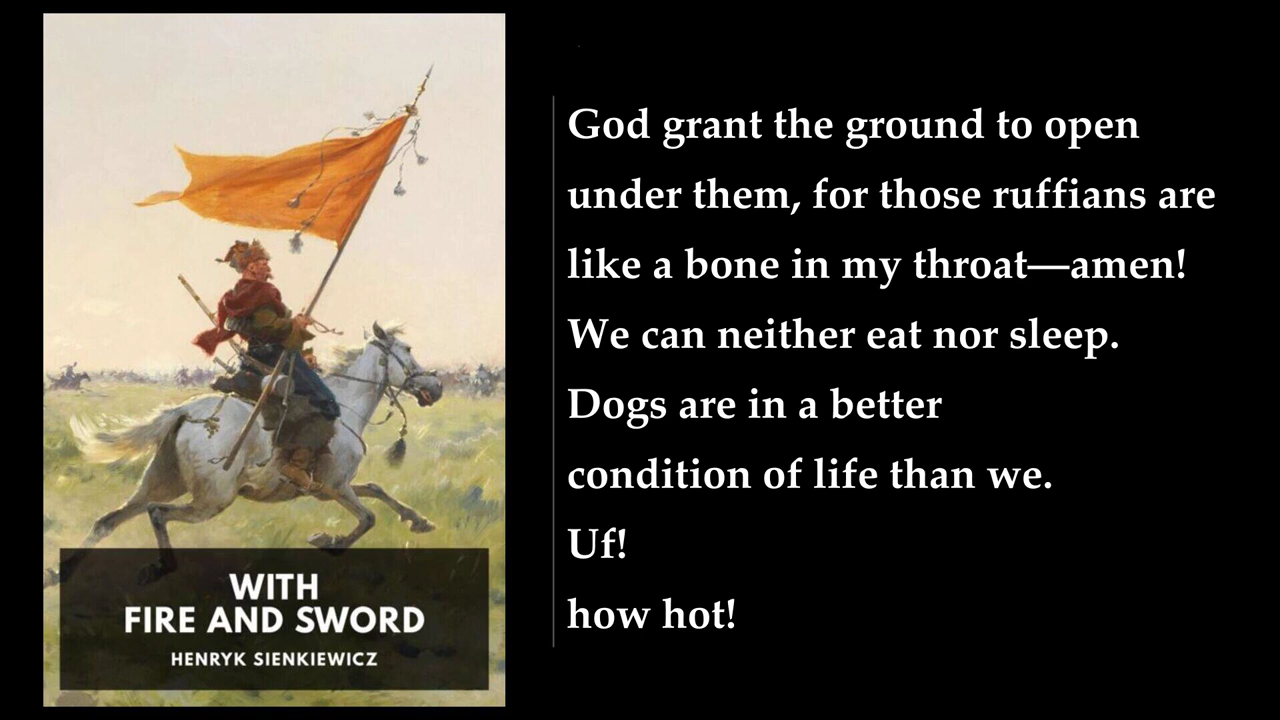 WITH
FIRE AND SWORD
HENRYK SIENKIEWICZ
God grant the ground to open
under them, for those ruffians are
like a bone in my throat—amen!
We can neither eat nor sleep.
Dogs are in a better
condition of life than we.
Uf!
how hot!